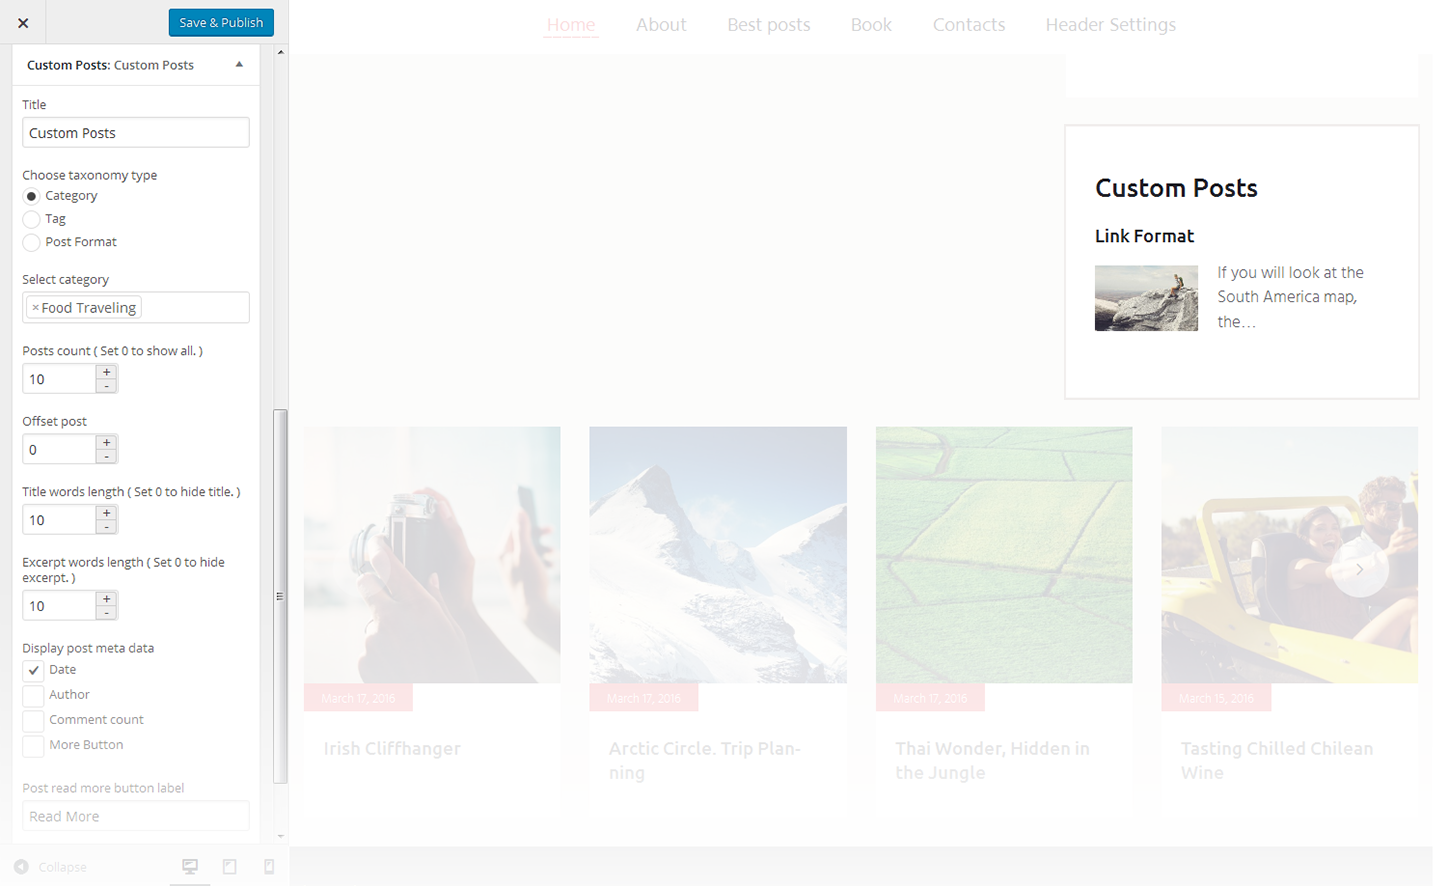 Save & Publish
Custom Posts: Custom Posts
Title
Custom Posts
Choose taxonomy type
Category
Tag
Post Format
Select category
×Food Traveling
Posts count ( Set 0 to show all. )
10
+
-
Offset post
0
+
-
Title words length ( Set 0 to hide title. )
10
+
-
Excerpt words length ( Set 0 to hide
excerpt. )
10
+
-
Display post meta data
Date
Author
Comment count
More Button
Post read more button label
Read More
Collapse
Home About Best posts Book Contacts Header Settings
Custom Posts
Link Format
If you will look at the
South America map,
the…
March 17, 2016
Irish Cliffhanger
March 17, 2016
Arctic Circle. Trip Plan-
ning
March 17, 2016
Thai Wonder, Hidden in
the Jungle
March 15, 2016
Tasting Chilled Chilean
Wine